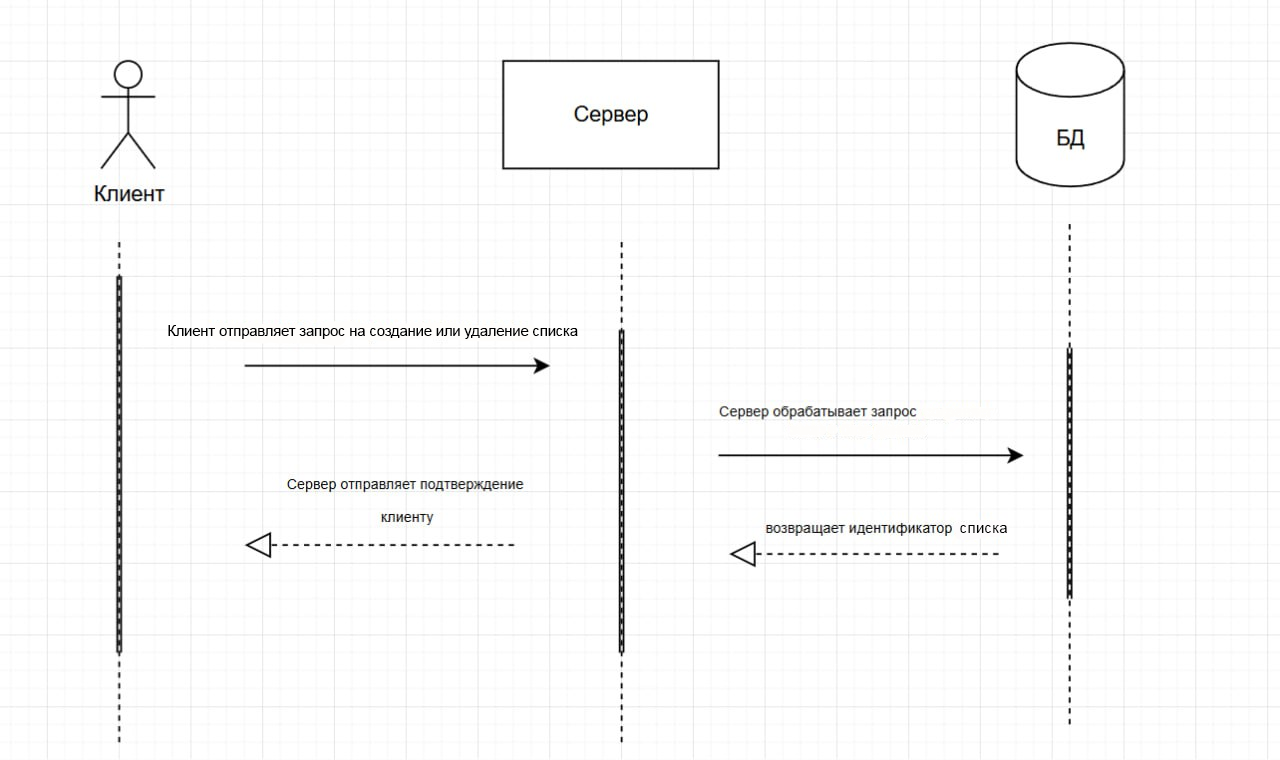 Клиент
Сервер
БД
Клиент отправляет запрос на создание или удаление списка
Сервер обрабатывает запрос
Сервер отправляет подтверждение
клиенту
возвращает идентификатор списка